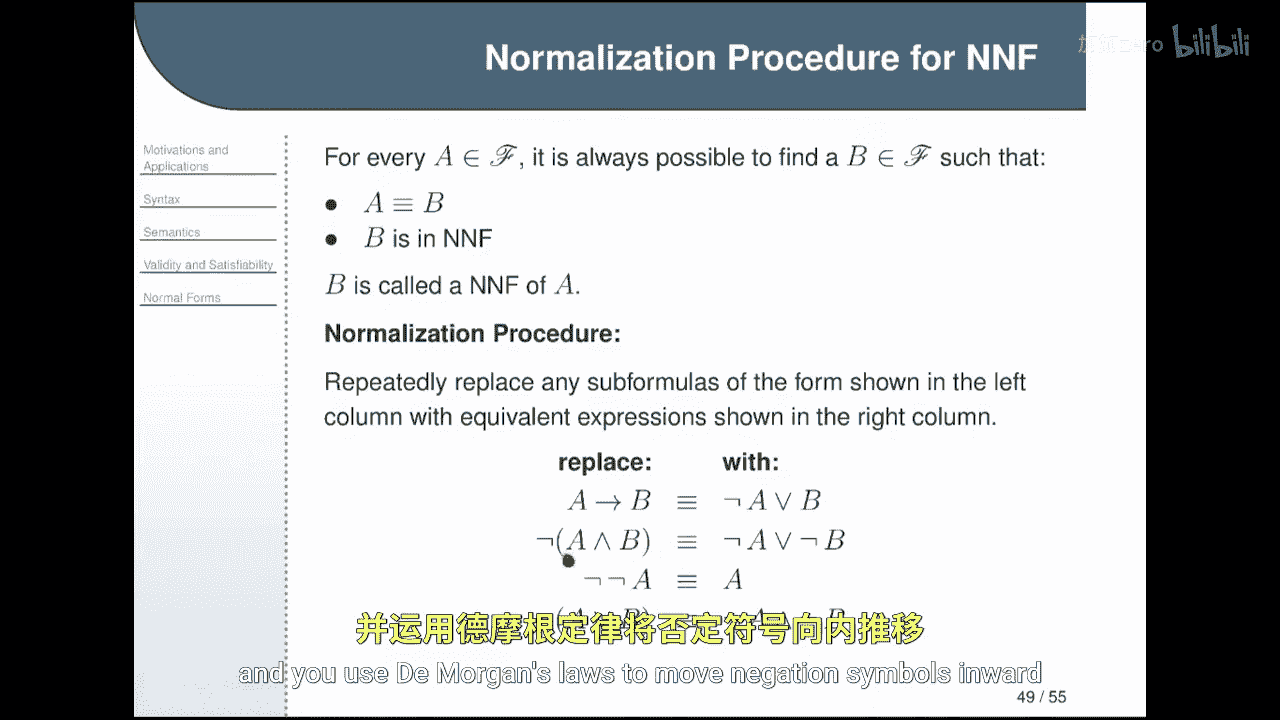 Normalization Procedure for NNF
bilibili
Motivations and
Applications
Syntax
Semantics
Validity and Satisfiability
Normal Forms
For every A ∈ ℱ, it is always possible to find a B ∈ ℱ such that:
● A ≡ B
● B is in NNF
B is called a NNF of A.
Normalization Procedure:
Repeatedly replace any subformulas of the form shown in the left
column with equivalent expressions shown in the right column.
replace: with:
A → B ≡ ¬ A ∨ B
¬(A ∧ B) ≡ ¬ A ∨ ¬ B
¬ ¬ A ≡ A
并运用德摩根定律将否定符号向内推移
and you use De Morgan's laws to move negation symbols inward
49 / 55